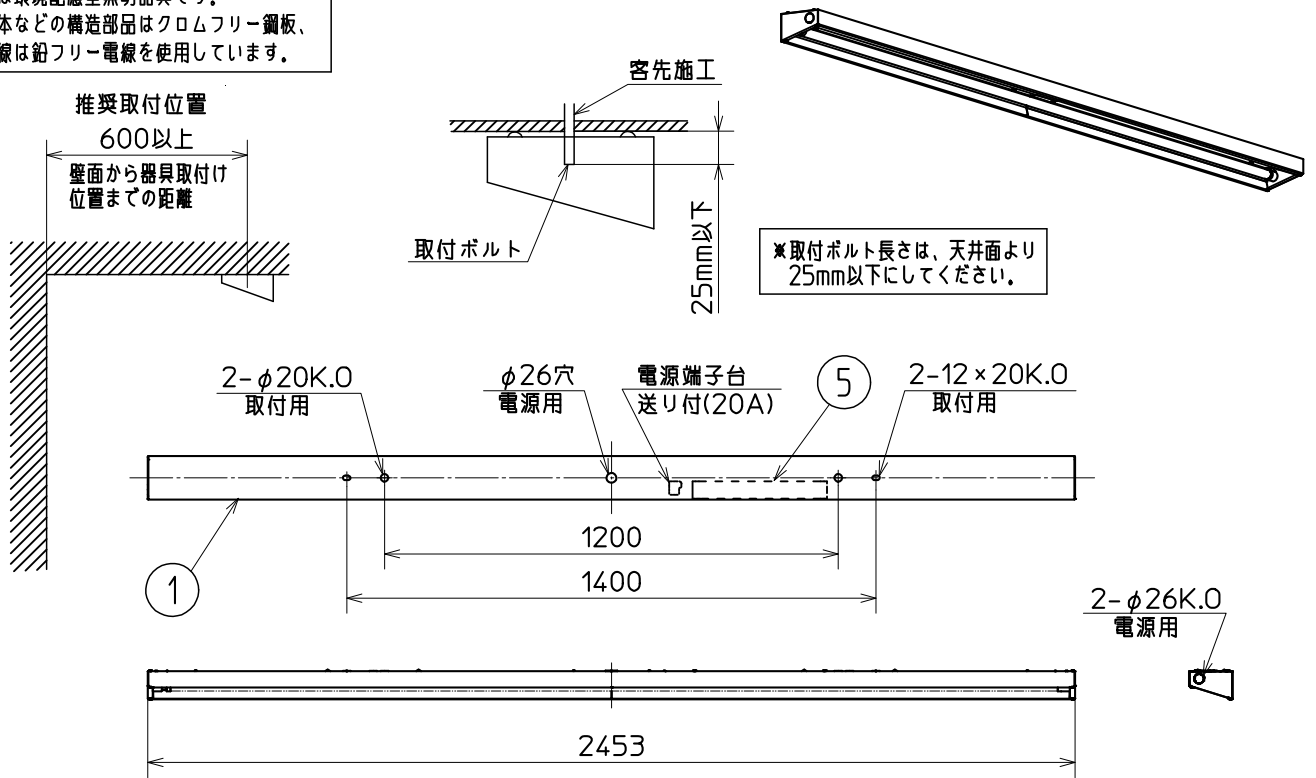 体などの構造部品はクロムフリー鋼板、
線は鉛フリー電線を使用しています。
推奨取付位置
600以上
壁面から器具取付け
位置までの距離
客先施工
取付ボルト
25mm以下
※取付ボルト長さは、天井面より
25mm以下にしてください。
2-φ20K.O
取付用
φ26穴
電源用
電源端子台
送り付(20A)
5
2-12×20K.O
取付用
1200
1400
1
2-φ26K.O
電源用
2453